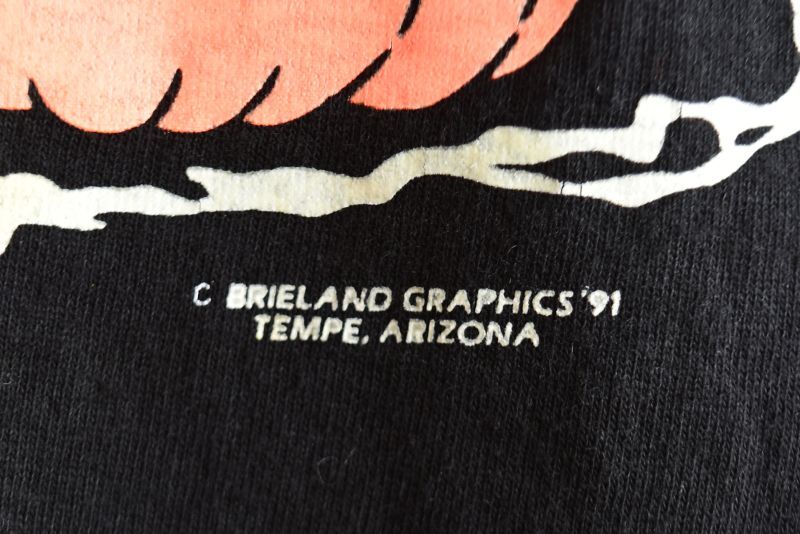 C BRIELAND GRAPHICS '91
TEMPE, ARIZONA